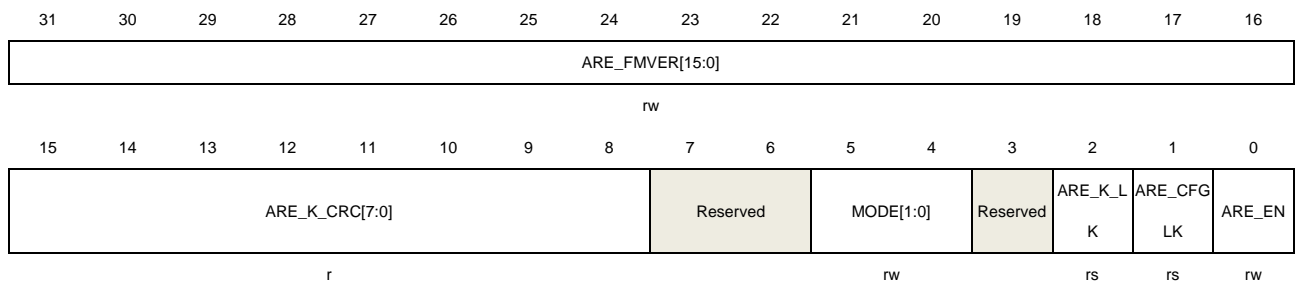 31 30 29 28 27 26 25 24 23 22 21 20 19 18 17 16
ARE_FMVER[15:0]
rw
15 14 13 12 11 10 9 8 7 6 5 4 3 2 1 0
ARE_K_CRC[7:0] Reserved MODE[1:0] Reserved ARE_K_L ARE_CFG ARE_EN
K LK
r rw rs rs rw